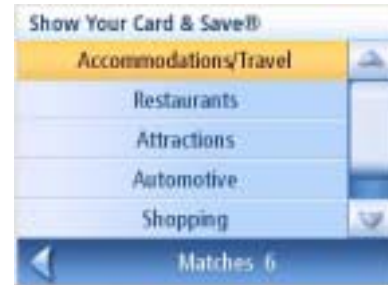 Show Your Card & Save®
Accommodations/Travel
Restaurants
Attractions
Automotive
Shopping
Matches 6